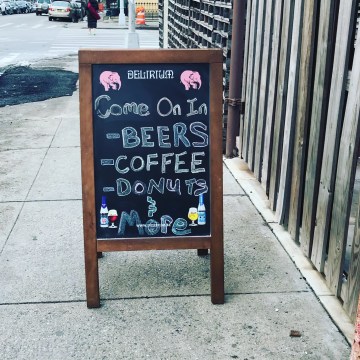 DELIRIUM
Come On In
-BEERS
-COFFEE
-DONUTS
&
More